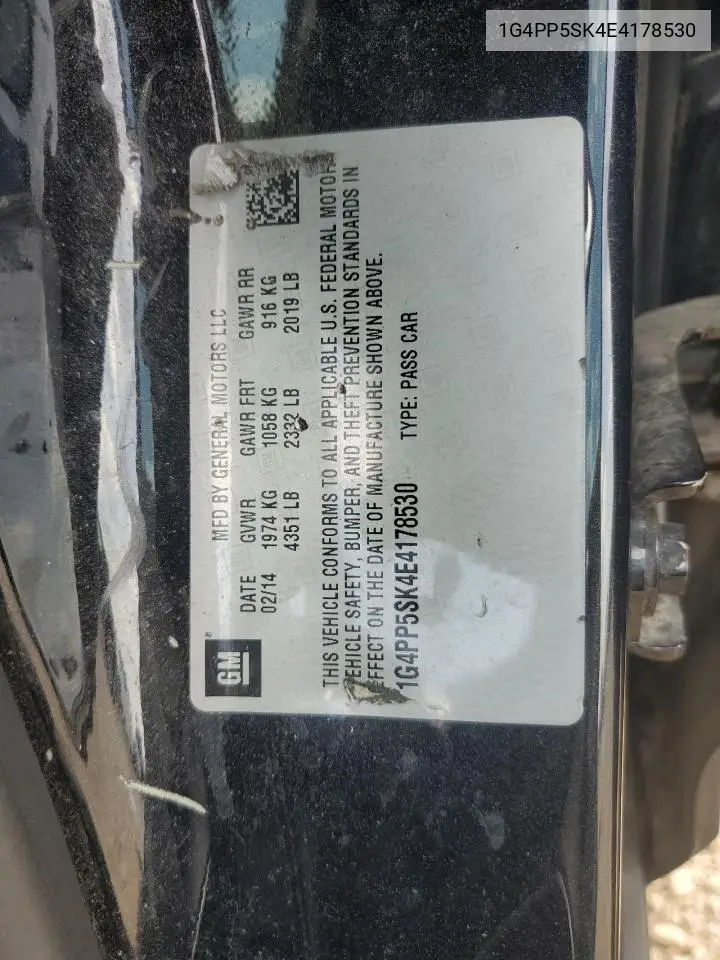 1G4PP5SK4E4178530
MFD BY GENERAL MOTORS LLC
DATE GVWR GAWR FRT GAWR RR
02/14 1974 KG 1058 KG 916 KG
4351 LB 2332 LB 2019 LB
GM®
THIS VEHICLE CONFORMS TO ALL APPLICABLE U.S. FEDERAL MOTOR
VEHICLE SAFETY, BUMPER, AND THEFT PREVENTION STANDARDS IN
EFFECT ON THE DATE OF MANUFACTURE SHOWN ABOVE.
1G4PP5SK4E4178530 TYPE: PASS CAR